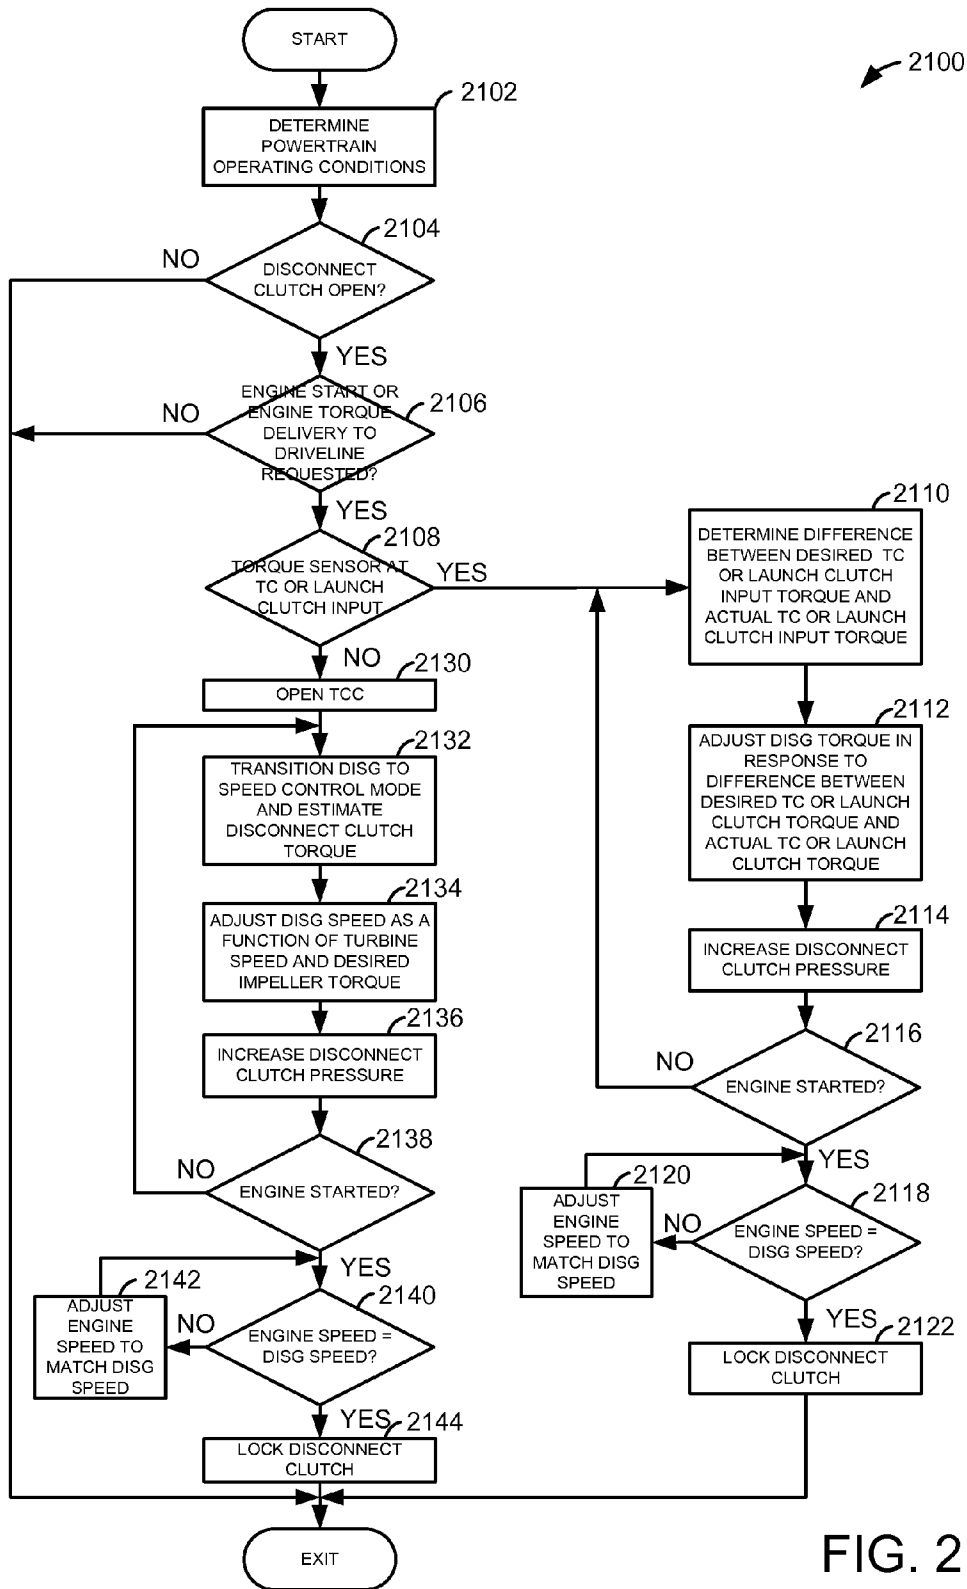 START
2100
2102
DETERMINE
POWERTRAIN
OPERATING CONDITIONS
2104
NO
DISCONNECT
CLUTCH OPEN?
YES
2106
NO
ENGINE START OR
ENGINE TORQUE
DELIVERY TO
DRIVELINE
REQUESTED?
YES
2108
TORQUE SENSOR AT
TC OR LAUNCH
CLUTCH INPUT
YES
NO
2110
DETERMINE DIFFERENCE
BETWEEN DESIRED TC
OR LAUNCH CLUTCH
INPUT TORQUE AND
ACTUAL TC OR LAUNCH
CLUTCH INPUT TORQUE
2112
ADJUST DISG TORQUE IN
RESPONSE TO
DIFFERENCE BETWEEN
DESIRED TC OR LAUNCH
CLUTCH TORQUE AND
ACTUAL TC OR LAUNCH
CLUTCH TORQUE
2114
INCREASE DISCONNECT
CLUTCH PRESSURE
2116
NO
ENGINE STARTED?
YES
2118
ENGINE SPEED =
DISG SPEED?
NO
2120
ADJUST
ENGINE
SPEED TO
MATCH DISG
SPEED
YES
2122
LOCK DISCONNECT
CLUTCH
2130
OPEN TCC
2132
TRANSITION DISG TO
SPEED CONTROL MODE
AND ESTIMATE
DISCONNECT CLUTCH
TORQUE
2134
ADJUST DISG SPEED AS A
FUNCTION OF TURBINE
SPEED AND DESIRED
IMPELLER TORQUE
2136
INCREASE DISCONNECT
CLUTCH PRESSURE
2138
NO
ENGINE STARTED?
YES
2140
ENGINE SPEED =
DISG SPEED?
NO
2142
ADJUST
ENGINE
SPEED TO
MATCH DISG
SPEED
YES
2144
LOCK DISCONNECT
CLUTCH
EXIT
FIG. 2